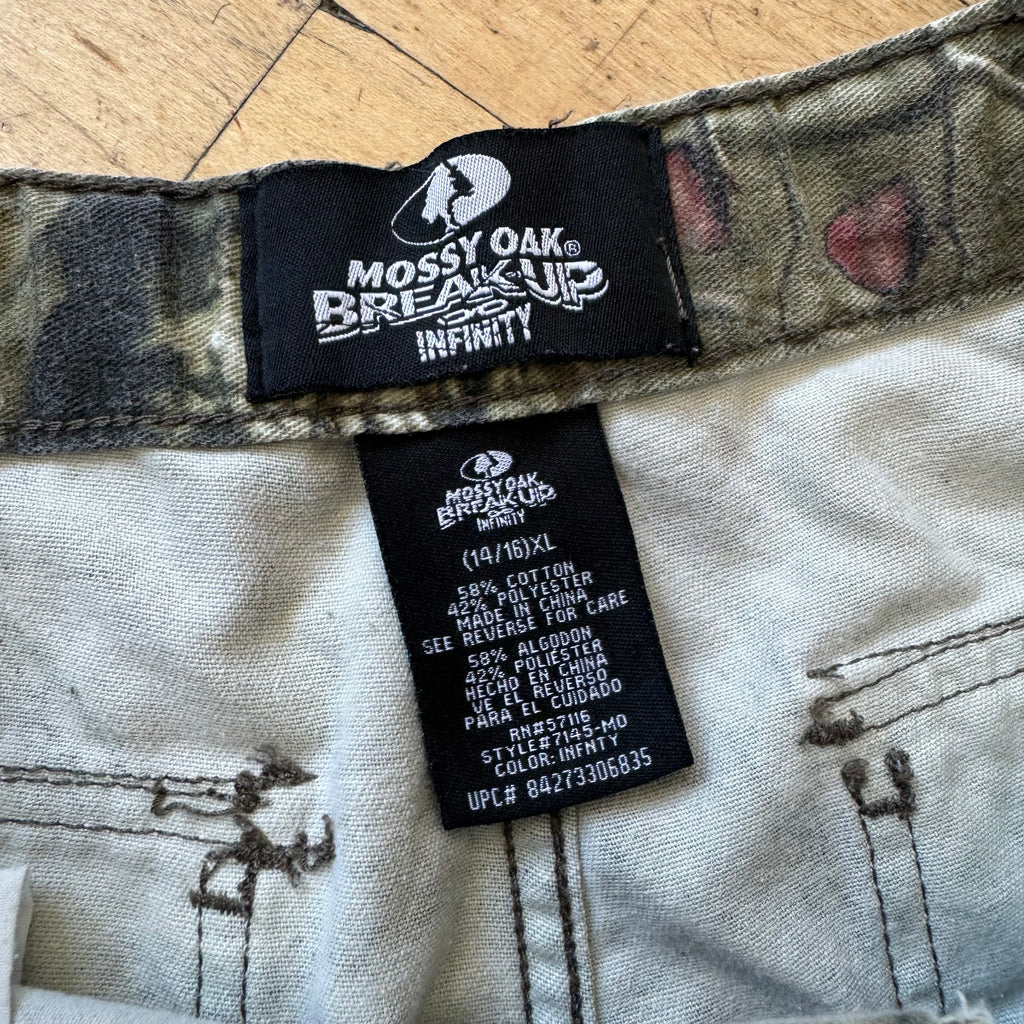 MOSSY OAK®
BREAK-UP
INFINITY
MOSSY OAK
BREAK-UP
INFINITY
(14/16)XL
58% COTTON
42% POLYESTER
MADE IN CHINA
SEE REVERSE FOR CARE
58% ALGODON
42% POLIÉSTER
HECHO EN CHINA
VE EL REVERSO
PARA EL CUIDADO
RN#57116
STYLE#7145-MO
COLOR: INFNTY
UPC# 84273306835